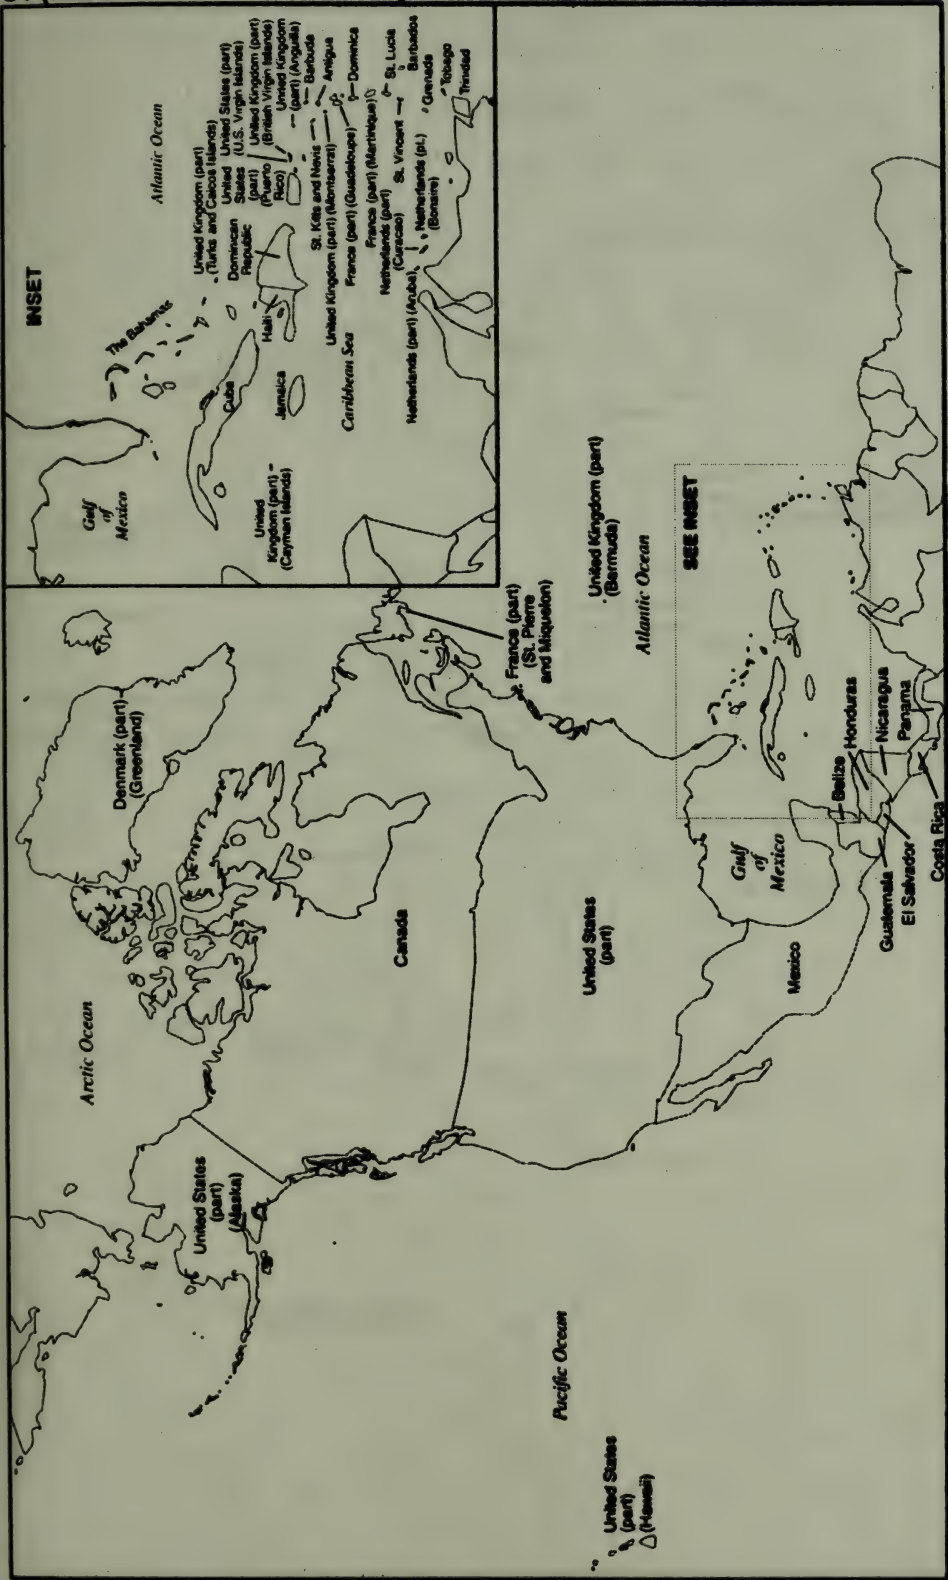 INSET
Atlantic Ocean
Gulf
of
Mexico
The Bahamas
United Kingdom (part)
(Turks and Caicos Islands)
United States (part)
(U.S. Virgin Islands)
United
States
(part)
(Puerto
Rico)
United Kingdom (part)
(British Virgin Islands)
United Kingdom
(part) (Anguilla)
Barbuda
Antigua
Dominican
Republic
Cuba
Haiti
Jamaica
United
Kingdom (part)
(Cayman Islands)
St. Kitts and Nevis
United Kingdom (part) (Montserrat)
France (part) (Guadeloupe)
Dominica
France (part) (Martinique)
St. Lucia
Caribbean Sea
Netherlands (part)
(Curacao)
St. Vincent
Barbados
Netherlands (part) (Aruba)
Netherlands (pt.)
(Bonaire)
Grenada
Tobago
Trinidad
Arctic Ocean
Denmark (part)
(Greenland)
United States
(part)
(Alaska)
Canada
France (part)
(St. Pierre
and Miquelon)
United States
(part)
United Kingdom (part)
(Bermuda)
Atlantic Ocean
Pacific Ocean
United States
(part)
(Hawaii)
SEE INSET
Gulf
of
Mexico
Mexico
Belize
Honduras
Nicaragua
Panama
Guatemala
El Salvador
Costa Rica